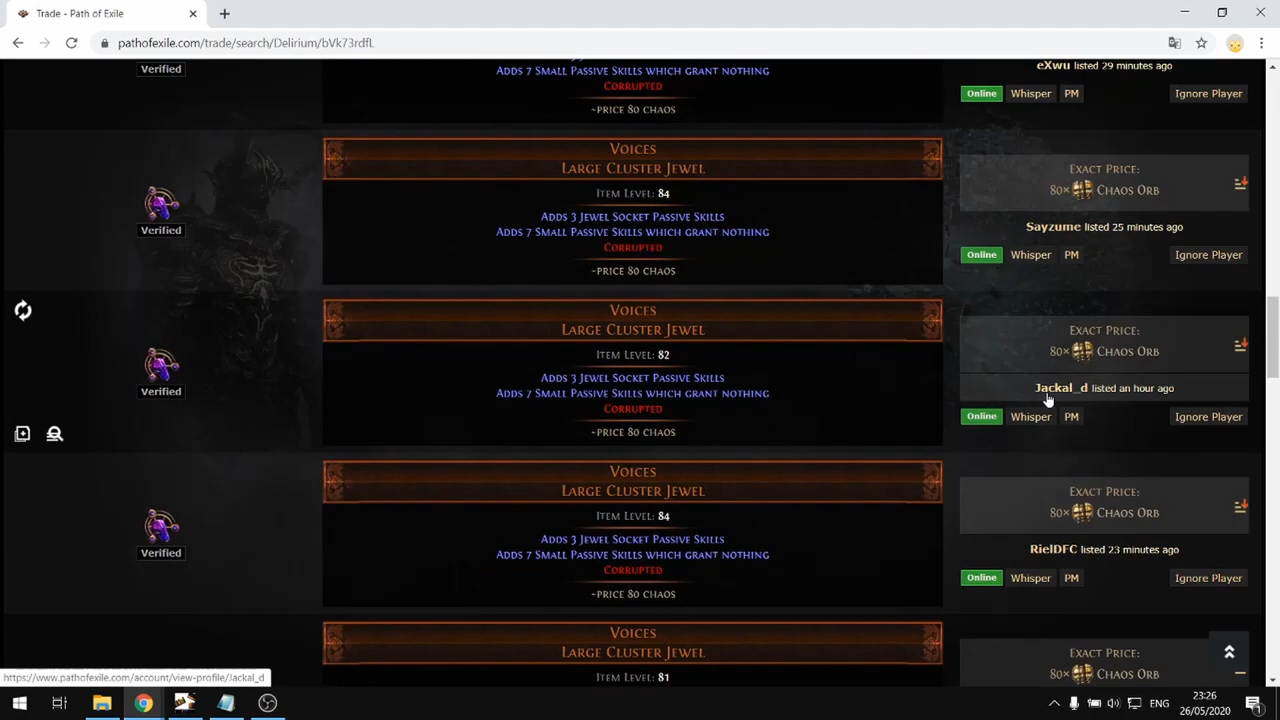 Trade - Path of Exile
pathofexile.com/trade/search/Delirium/bVk73rdfL
Verified
Adds 7 Small Passive Skills which grant nothing
Corrupted
~price 80 chaos
eXwu listed 29 minutes ago
Online Whisper PM Ignore Player
Voices
Large Cluster Jewel
Item Level: 84
Adds 3 Jewel Socket Passive Skills
Adds 7 Small Passive Skills which grant nothing
Corrupted
~price 80 chaos
Verified
Exact Price:
80× Chaos Orb
Sayzume listed 25 minutes ago
Online Whisper PM Ignore Player
Voices
Large Cluster Jewel
Item Level: 82
Adds 3 Jewel Socket Passive Skills
Adds 7 Small Passive Skills which grant nothing
Corrupted
~price 80 chaos
Verified
Exact Price:
80× Chaos Orb
Jackal_d listed an hour ago
Online Whisper PM Ignore Player
Voices
Large Cluster Jewel
Item Level: 84
Adds 3 Jewel Socket Passive Skills
Adds 7 Small Passive Skills which grant nothing
Corrupted
~price 80 chaos
Verified
Exact Price:
80× Chaos Orb
RielDFC listed 23 minutes ago
Online Whisper PM Ignore Player
Voices
Large Cluster Jewel
Item Level: 81
Exact Price:
80× Chaos Orb
https://www.pathofexile.com/account/view-profile/Jackal_d
ENG
23:26
26/05/2020